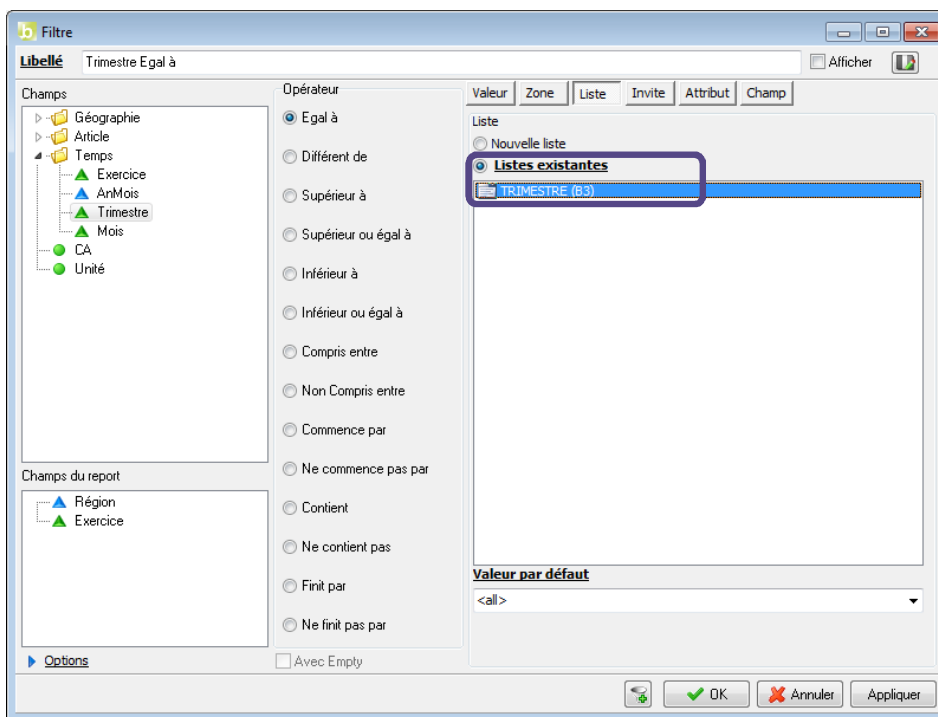 Filtre
Libellé Trimestre Egal à Afficher
Champs
Géographie
Article
Temps
Exercice
AnMois
Trimestre
Mois
CA
Unité
Champs du report
Région
Exercice
Options
Opérateur
Egal à
Différent de
Supérieur à
Supérieur ou égal à
Inférieur à
Inférieur ou égal à
Compris entre
Non Compris entre
Commence par
Ne commence pas par
Contient
Ne contient pas
Finit par
Ne finit pas par
Avec Empty
Valeur Zone Liste Invite Attribut Champ
Liste
Nouvelle liste
Listes existantes
TRIMESTRE (B3)
Valeur par défaut
<all>
OK Annuler Appliquer